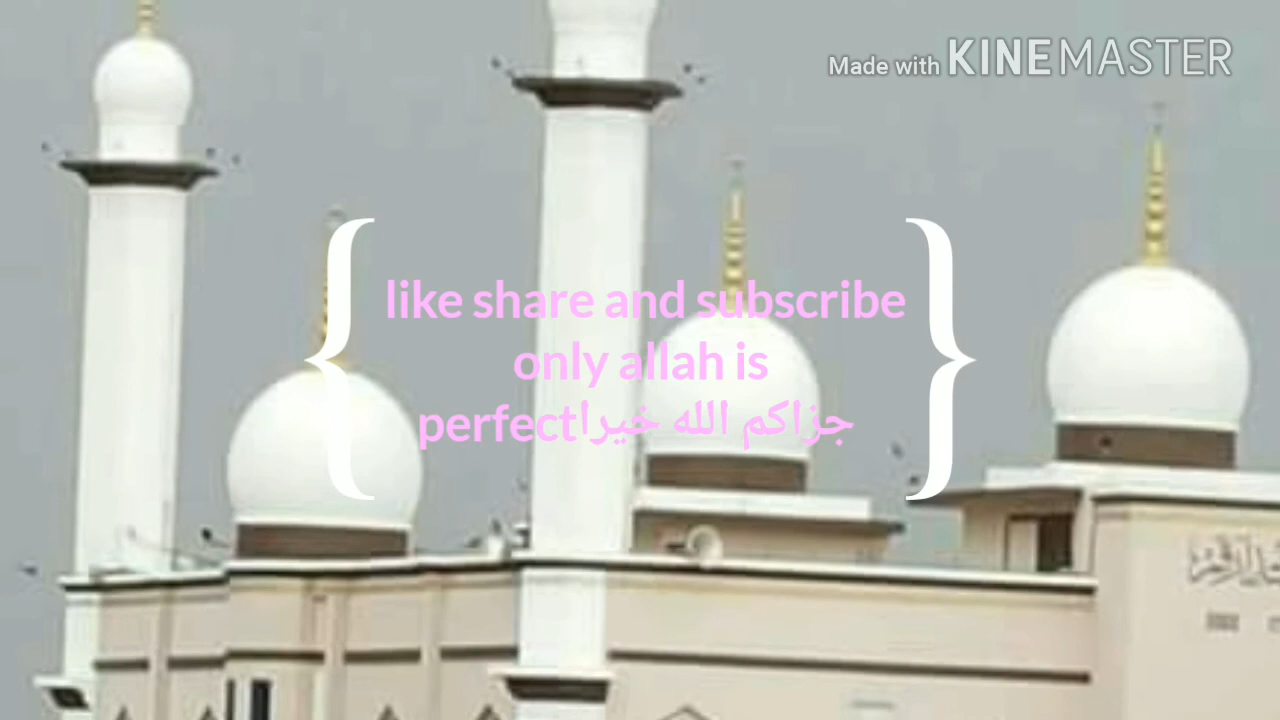 Made with KINEMASTER
like share and subscribe
only allah is
perfectجزاكم الله خيرا